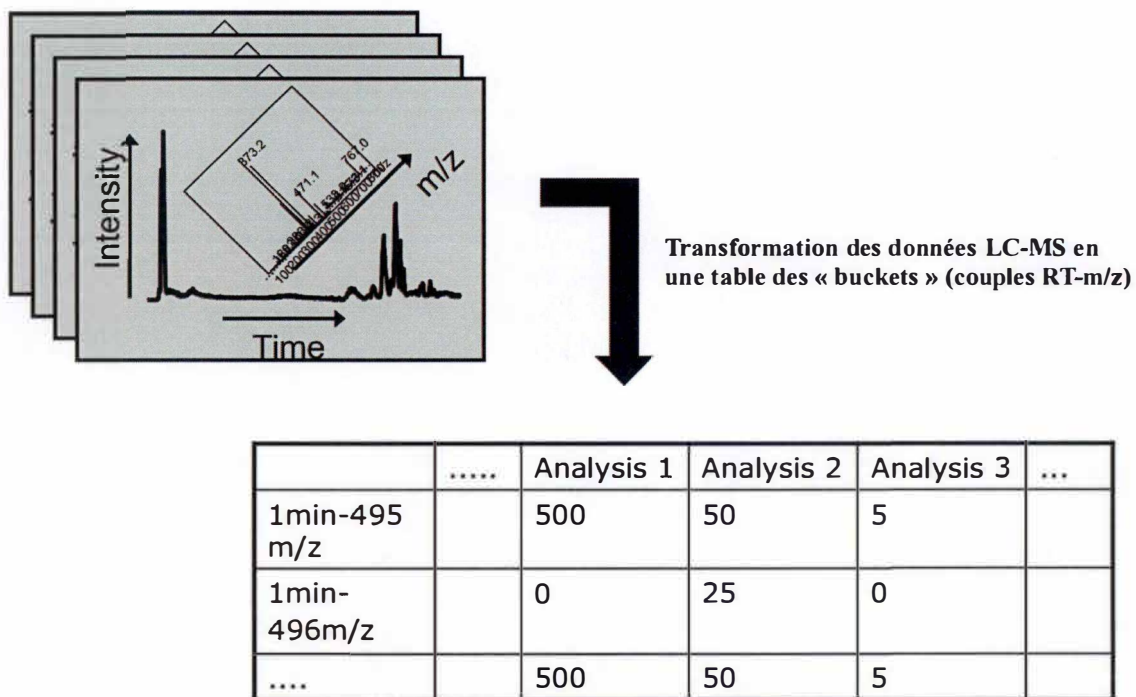 Intensity
873.2
471.1
767.0
m/z
Time
Transformation des données LC-MS en
une table des « buckets » (couples RT-m/z)
..... Analysis 1 Analysis 2 Analysis 3 ...
1min-495 500 50 5
m/z
1min- 0 25 0
496m/z
.... 500 50 5